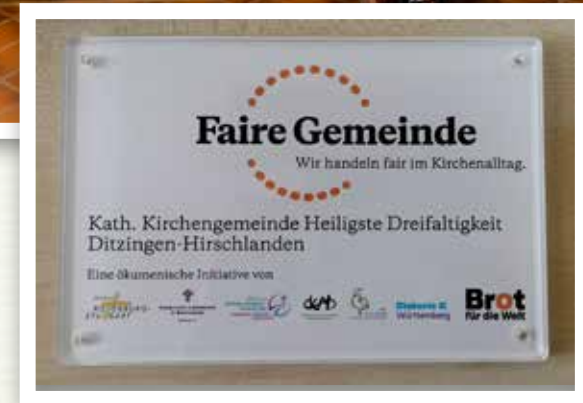 Faire Gemeinde
Wir handeln fair im Kirchenalltag.
Kath. Kirchengemeinde Heiligste Dreifaltigkeit
Ditzingen-Hirschlanden
Eine ökumenische Initiative von
Diakonie
Württemberg
Brot
für die Welt